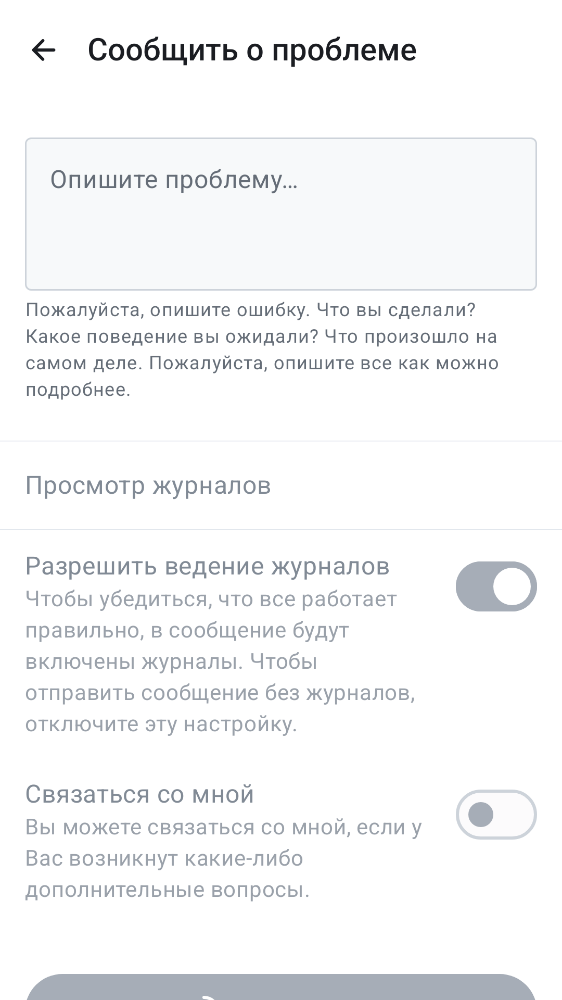 Сообщить о проблеме
Опишите проблему…
Пожалуйста, опишите ошибку. Что вы сделали?
Какое поведение вы ожидали? Что произошло на
самом деле. Пожалуйста, опишите все как можно
подробнее.
Просмотр журналов
Разрешить ведение журналов
Чтобы убедиться, что все работает
правильно, в сообщение будут
включены журналы. Чтобы
отправить сообщение без журналов,
отключите эту настройку.
Связаться со мной
Вы можете связаться со мной, если у
Вас возникнут какие-либо
дополнительные вопросы.